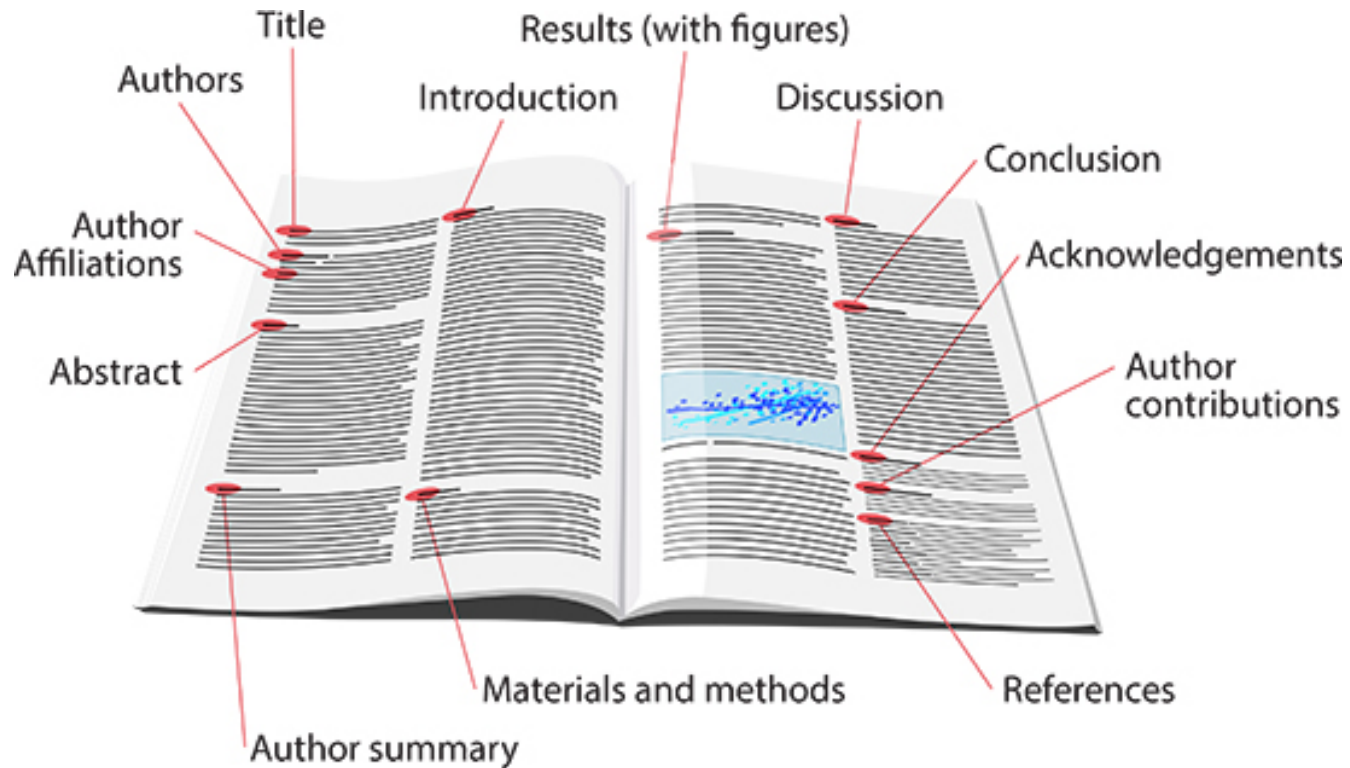 Title
Results (with figures)
Authors
Introduction
Discussion
Conclusion
Author
Affiliations
Acknowledgements
Abstract
Author
contributions
Materials and methods
References
Author summary